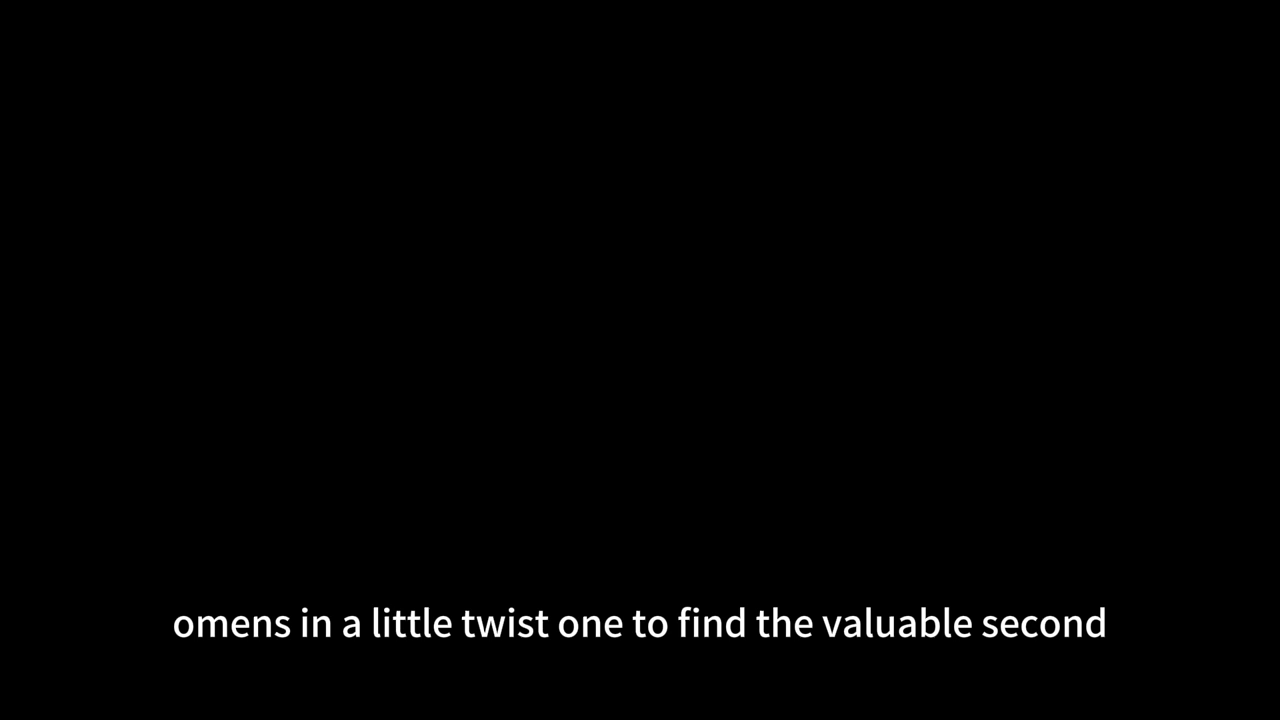 omens in a little twist one to find the valuable second